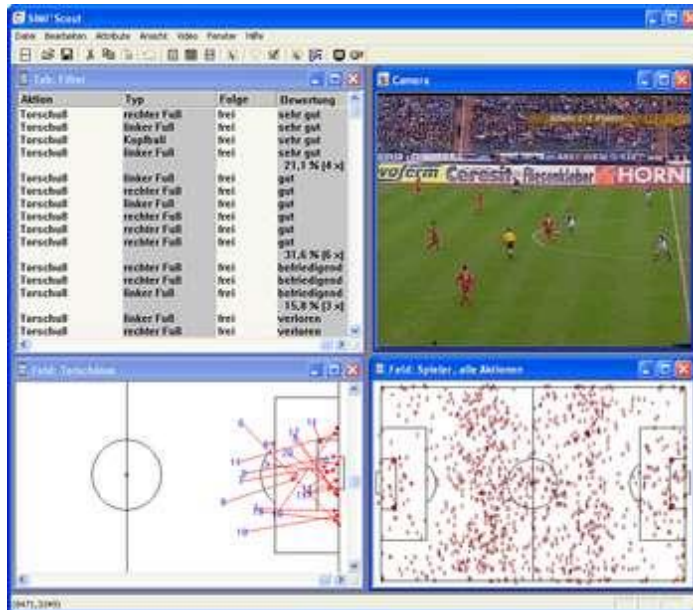 SIMI°Scout
Datei Bearbeiten Attribute Ansicht Video Fenster Hilfe
Tab: Filter
Aktion Typ Folge Bewertung
Torschuß rechter Fuß frei sehr gut
Torschuß linker Fuß frei sehr gut
Torschuß Kopfball frei sehr gut
Torschuß linker Fuß frei sehr gut
21,1 % (4 x)
Torschuß linker Fuß frei gut
Torschuß rechter Fuß frei gut
Torschuß linker Fuß frei gut
Torschuß rechter Fuß frei gut
Torschuß rechter Fuß frei gut
Torschuß linker Fuß frei gut
31,6 % (6 x)
Torschuß rechter Fuß frei befriedigend
Torschuß rechter Fuß frei befriedigend
Torschuß linker Fuß frei befriedigend
15,8 % (3 x)
Torschuß linker Fuß frei verloren
Torschuß rechter Fuß frei verloren
Camera
Ceresit Fliesenkleber HORN
Feld: Torschüsse
Feld: Spieler, alle Aktionen